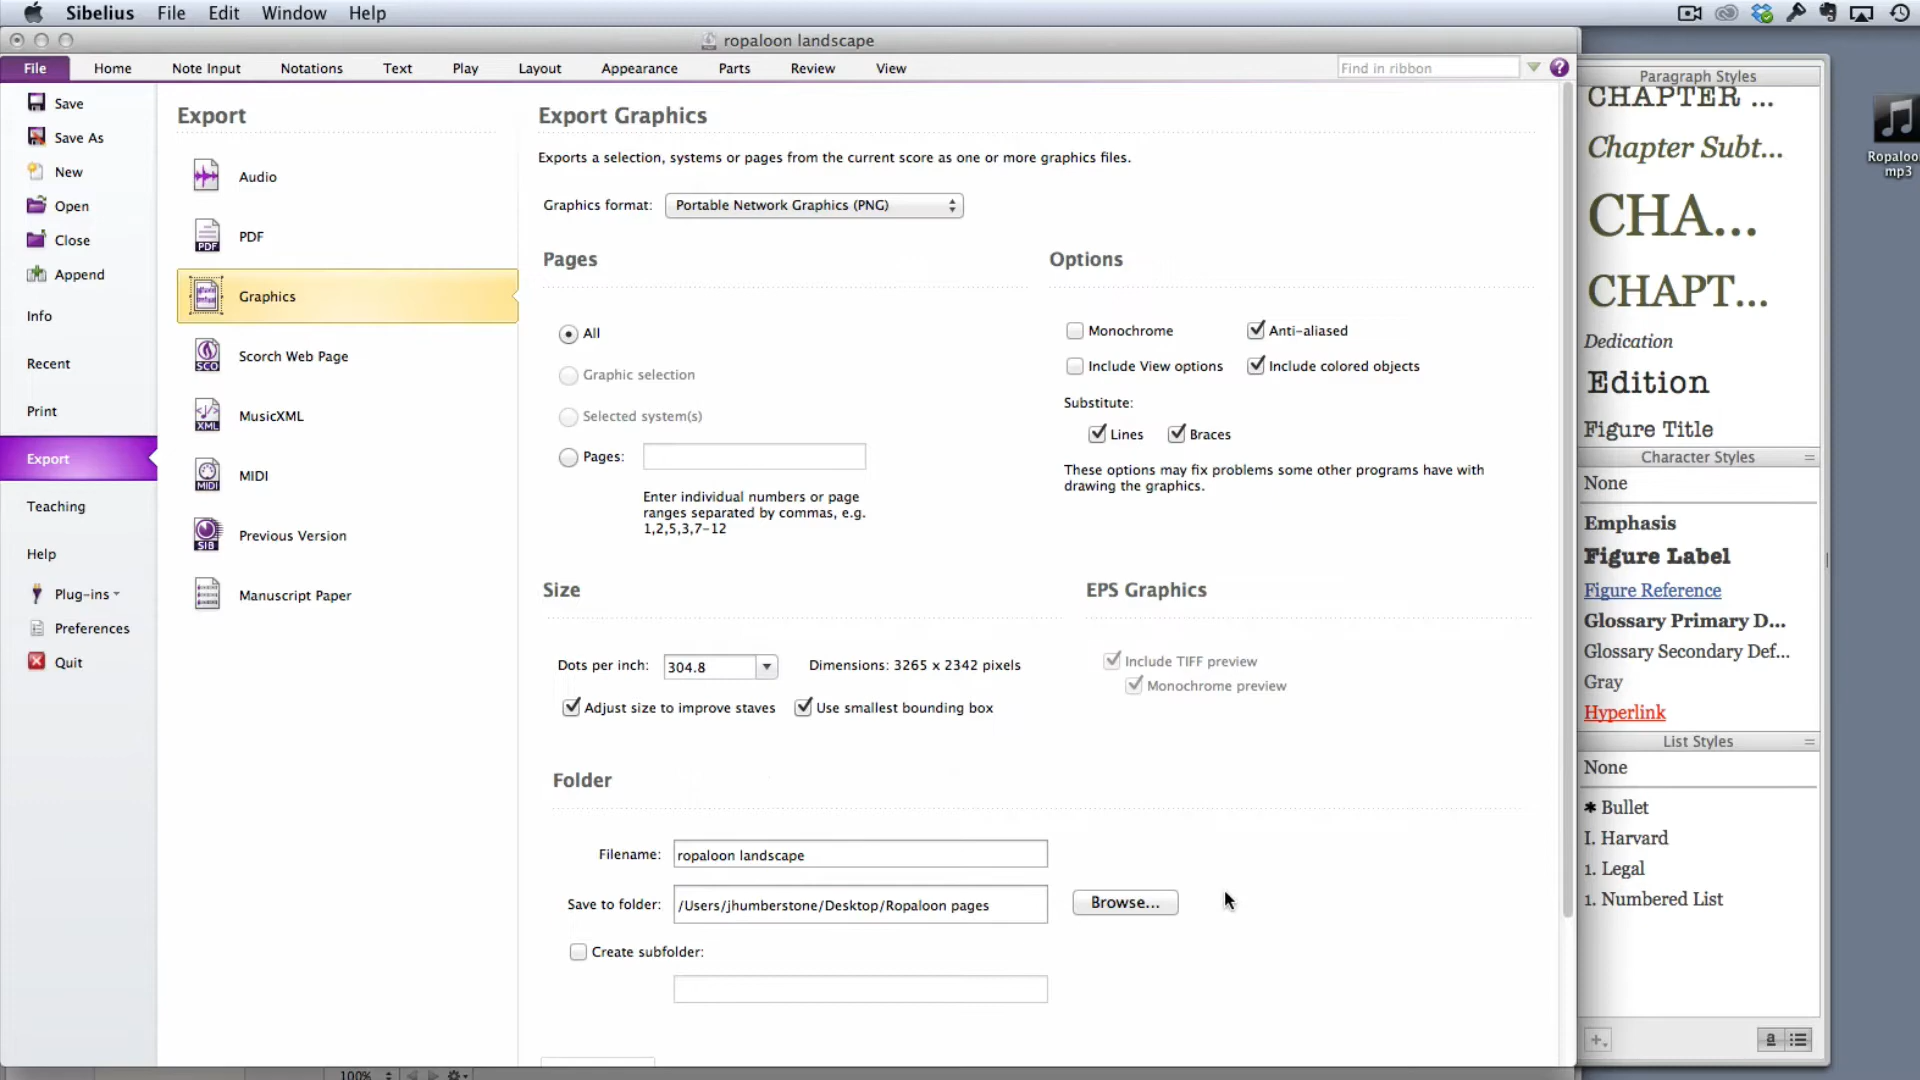 Sibelius File Edit Window Help
ropaloon landscape
File Home Note Input Notations Text Play Layout Appearance Parts Review View
Find in ribbon
?
Save
Save As
New
Open
Close
Append
Info
Recent
Print
Export
Teaching
Help
Plug-ins
Preferences
Quit
Export
Audio
PDF
PDF
Graphics
SCO
Scorch Web Page
XML
MusicXML
MIDI
MIDI
SIB
Previous Version
Manuscript Paper
Export Graphics
Exports a selection, systems or pages from the current score as one or more graphics files.
Graphics format: Portable Network Graphics (PNG)
Pages
All
Graphic selection
Selected system(s)
Pages:
Enter individual numbers or page
ranges separated by commas, e.g.
1,2,5,3,7-12
Options
Monochrome Anti-aliased
Include View options Include colored objects
Substitute:
Lines Braces
These options may fix problems some other programs have with
drawing the graphics.
Size
Dots per inch: 304.8 Dimensions: 3265 x 2342 pixels
Adjust size to improve staves Use smallest bounding box
EPS Graphics
Include TIFF preview
Monochrome preview
Folder
Filename: ropaloon landscape
Save to folder: /Users/jhumberstone/Desktop/Ropaloon pages Browse...
Create subfolder:
100%
Paragraph Styles
CHAPTER ...
Chapter Subt...
CHA...
CHAPT...
Dedication
Edition
Figure Title
Character Styles
None
Emphasis
Figure Label
Figure Reference
Glossary Primary D...
Glossary Secondary Def...
Gray
Hyperlink
List Styles
None
* Bullet
I. Harvard
1. Legal
1. Numbered List
a
Ropaloo
mp3